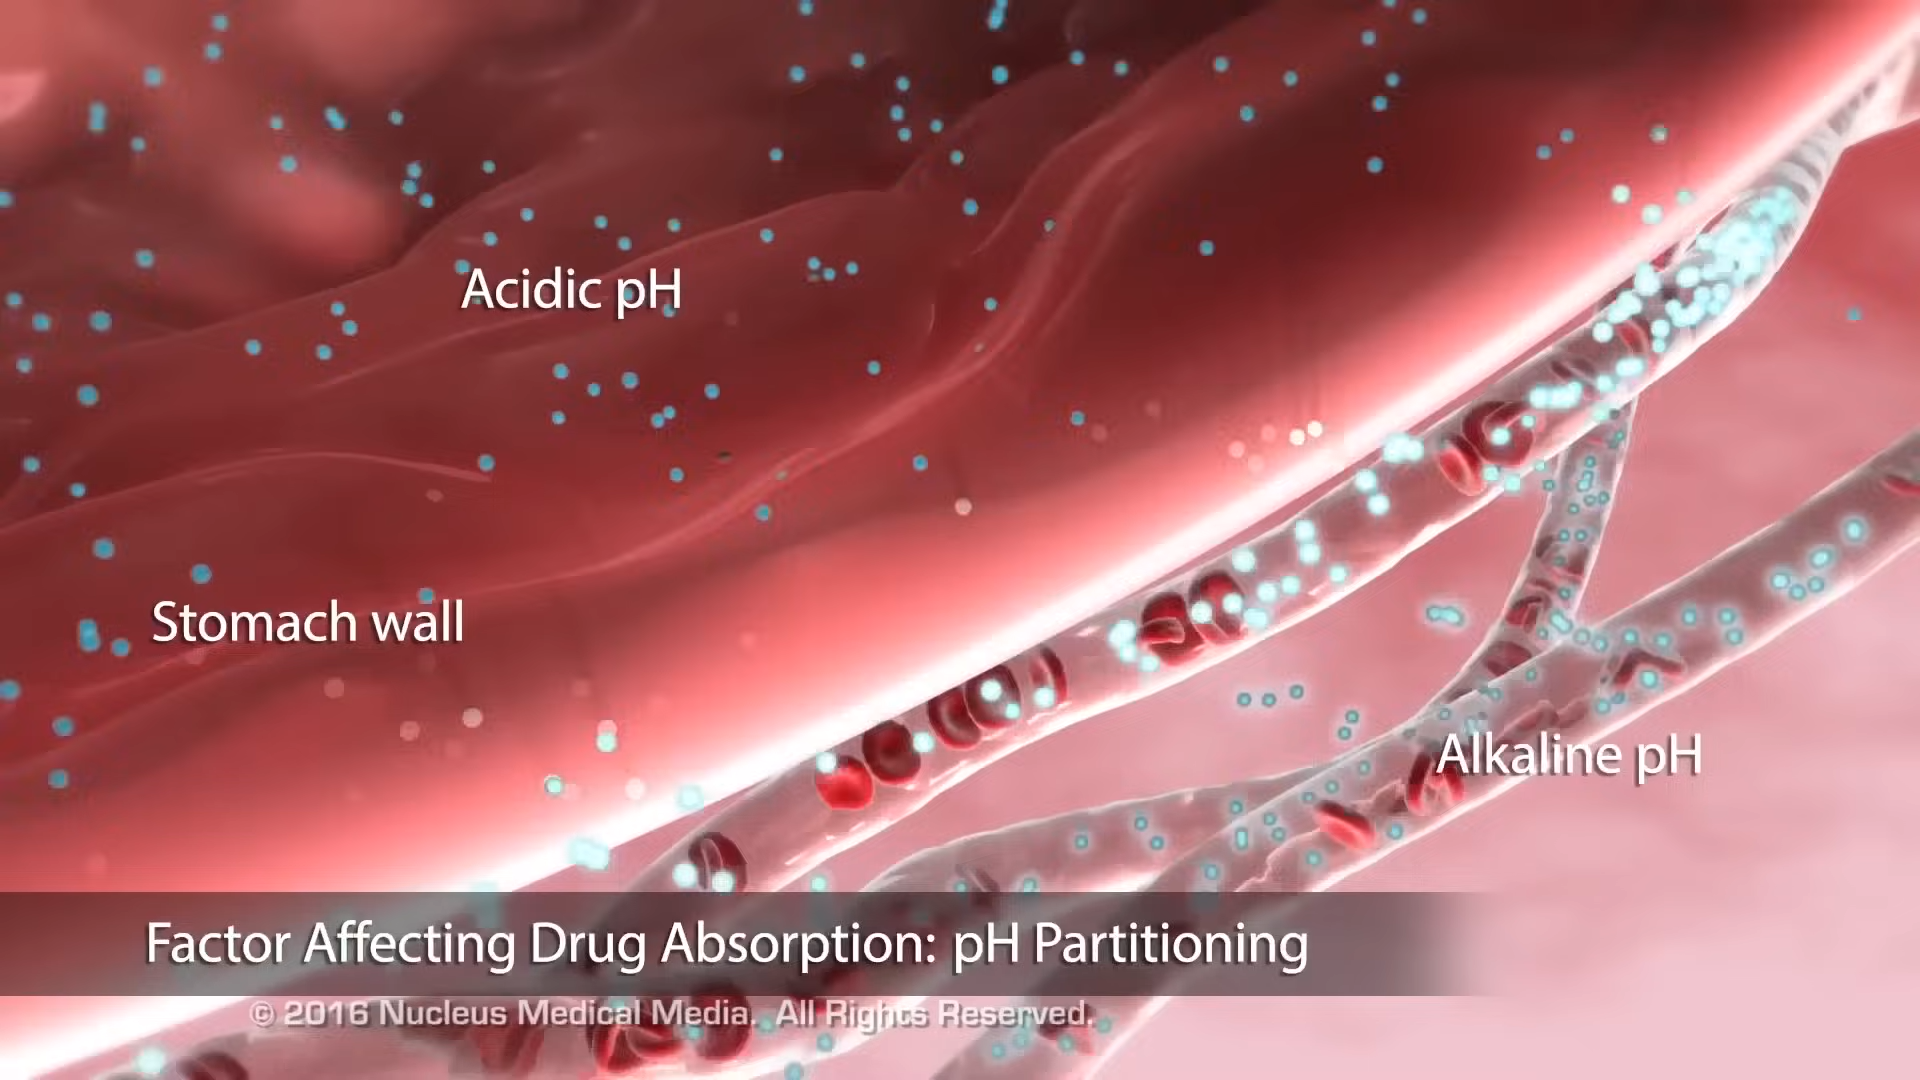 Acidic pH
Stomach wall
Alkaline pH
Factor Affecting Drug Absorption: pH Partitioning
© 2016 Nucleus Medical Media. All Rights Reserved.